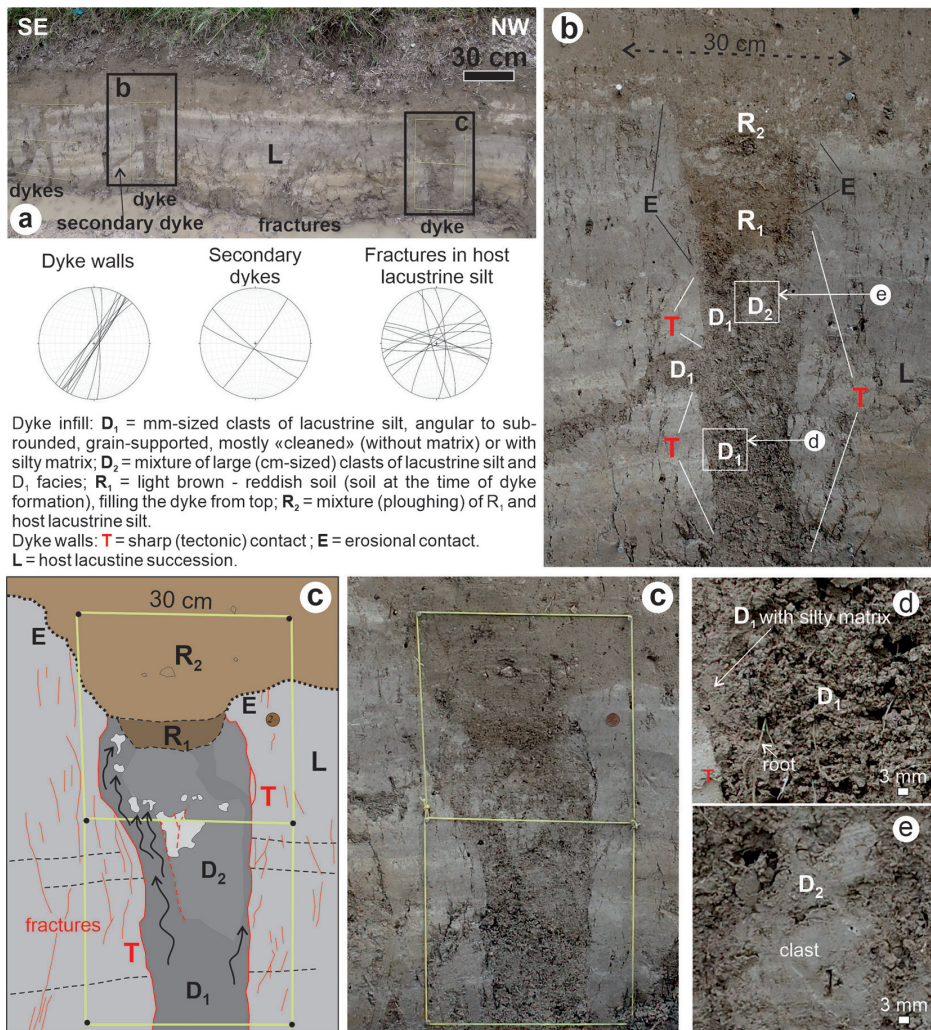 SE
NW
30 cm
b
c
L
dykes
dyke
secondary dyke
fractures
dyke
a
Dyke walls
Secondary
dykes
Fractures in host
lacustrine silt
Dyke infill: D₁ = mm-sized clasts of lacustrine silt, angular to sub-
rounded, grain-supported, mostly «cleaned» (without matrix) or with
silty matrix; D₂ = mixture of large (cm-sized) clasts of lacustrine silt and
D₁ facies; R₁ = light brown - reddish soil (soil at the time of dyke
formation), filling the dyke from top; R₂ = mixture (ploughing) of R₁ and
host lacustrine silt.
Dyke walls: T = sharp (tectonic) contact ; E = erosional contact.
L = host lacustine succession.
b
30 cm
R₂
E
E
R₁
e
D₁
D₂
T
D₁
L
T
T
D₁
d
c
30 cm
E
R₂
E
R₁
L
T
D₂
fractures
T
D₁
c
d
D₁ with silty matrix
D₁
root
T
3 mm
e
D₂
clast
3 mm